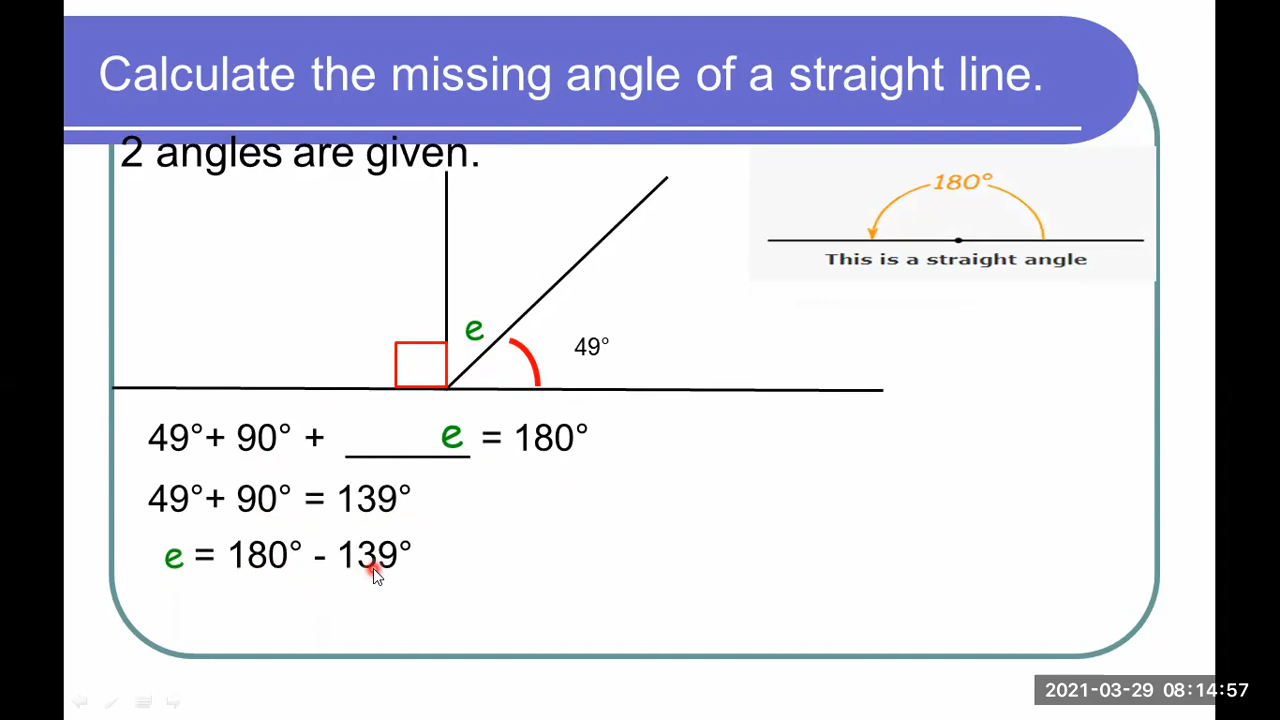 Calculate the missing angle of a straight line.
2 angles are given.
180°
This is a straight angle
e
49°
49°+ 90° + ______ e = 180°
49°+ 90° = 139°
e = 180° - 139°
2021-03-29 08:14:57